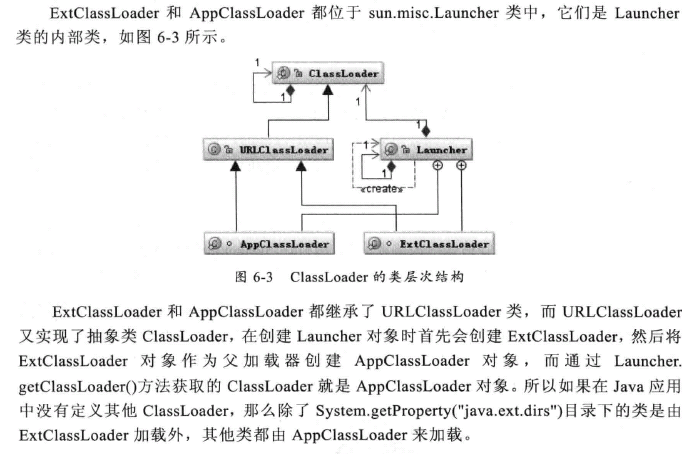 ExtClassLoader 和 AppClassLoader 都位于 sun.misc.Launcher 类中，它们是 Launcher
类的内部类，如图 6-3 所示。
1
ClassLoader
1
1
1
URLClassLoader
1
Launcher
1
«create»
AppClassLoader
ExtClassLoader
图 6-3 ClassLoader 的类层次结构
ExtClassLoader 和 AppClassLoader 都继承了 URLClassLoader 类，而 URLClassLoader
又实现了抽象类 ClassLoader，在创建 Launcher 对象时首先会创建 ExtClassLoader，然后将
ExtClassLoader 对象作为父加载器创建 AppClassLoader 对象，而通过 Launcher.
getClassLoader()方法获取的 ClassLoader 就是 AppClassLoader 对象。所以如果在 Java 应用
中没有定义其他 ClassLoader，那么除了 System.getProperty("java.ext.dirs")目录下的类是由
ExtClassLoader 加载外，其他类都由 AppClassLoader 来加载。